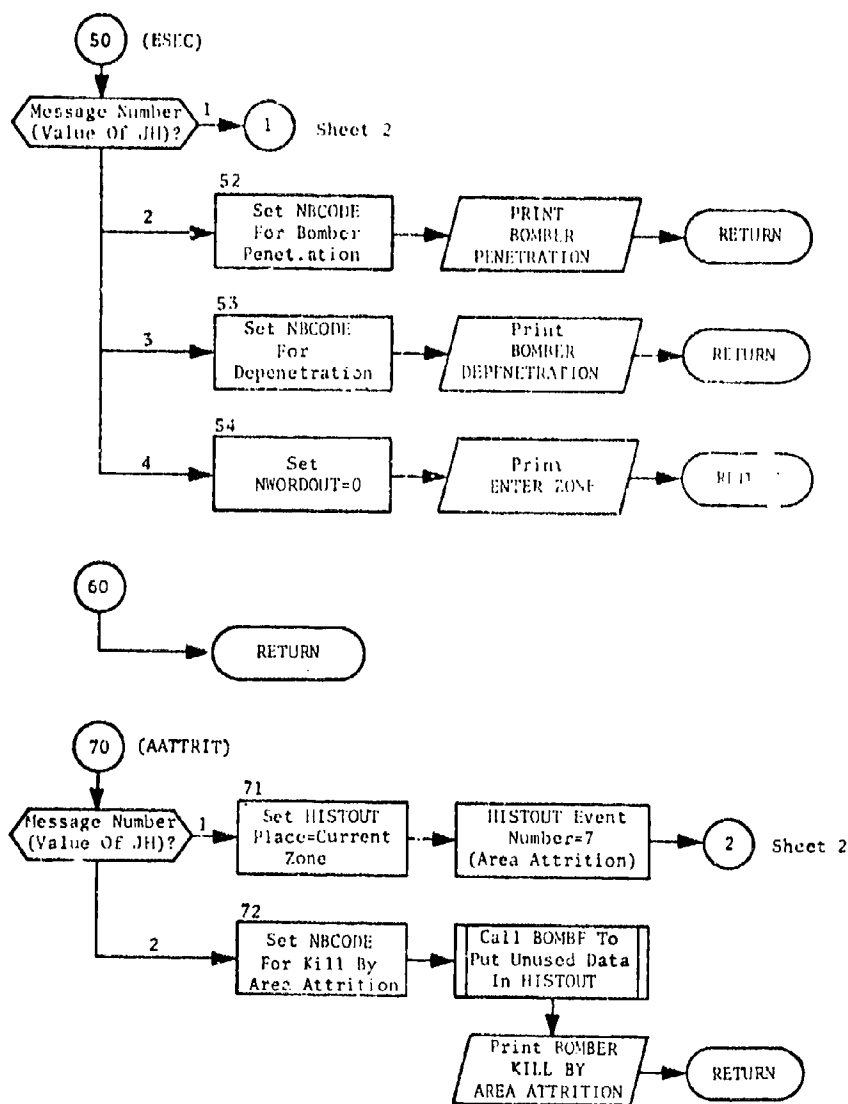 50 (ESEC)
Message Number
(Value Of JH)?
1
1
Sheet 2
52
2
Set NBCODE
For Bomber
Penetration
PRINT
BOMBER
PENETRATION
RETURN
53
3
Set NBCODE
For
Depenetration
Print
BOMBER
DEPENETRATION
RETURN
54
4
Set
NWORDOUT=0
Print
ENTER ZONE
60
RETURN
70 (AATTRIT)
Message Number
(Value Of JH)?
1
71
Set HISTOUT
Place=Current
Zone
HISTOUT Event
Number=7
(Area Attrition)
2
Sheet 2
72
2
Set NBCODE
For Kill By
Area Attrition
Call BOMBF To
Put Unused Data
In HISTOUT
Print BOMBER
KILL BY
AREA ATTRITION
RETURN